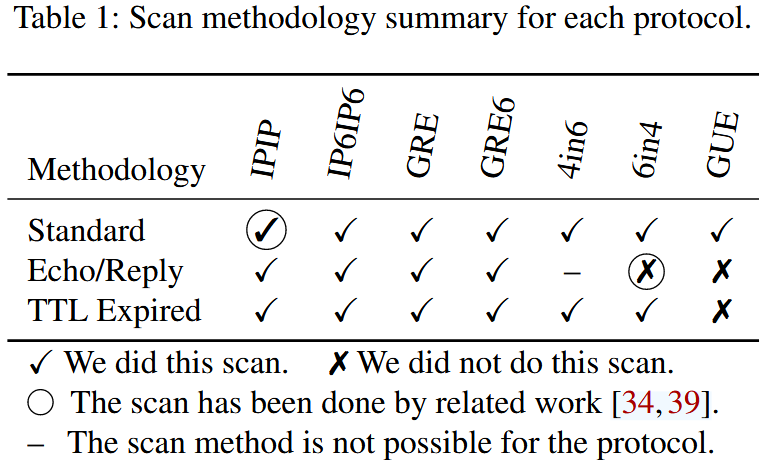 Table 1: Scan methodology summary for each protocol.
Methodology IPIP IP6IP6 GRE GRE6 4in6 6in4 GUE
Standard ✓ ✓ ✓ ✓ ✓ ✓ ✓
Echo/Reply ✓ ✓ ✓ ✓ – ✗ ✗
TTL Expired ✓ ✓ ✓ ✓ ✓ ✓ ✗
✓ We did this scan. ✗ We did not do this scan.
○ The scan has been done by related work [34, 39].
– The scan method is not possible for the protocol.